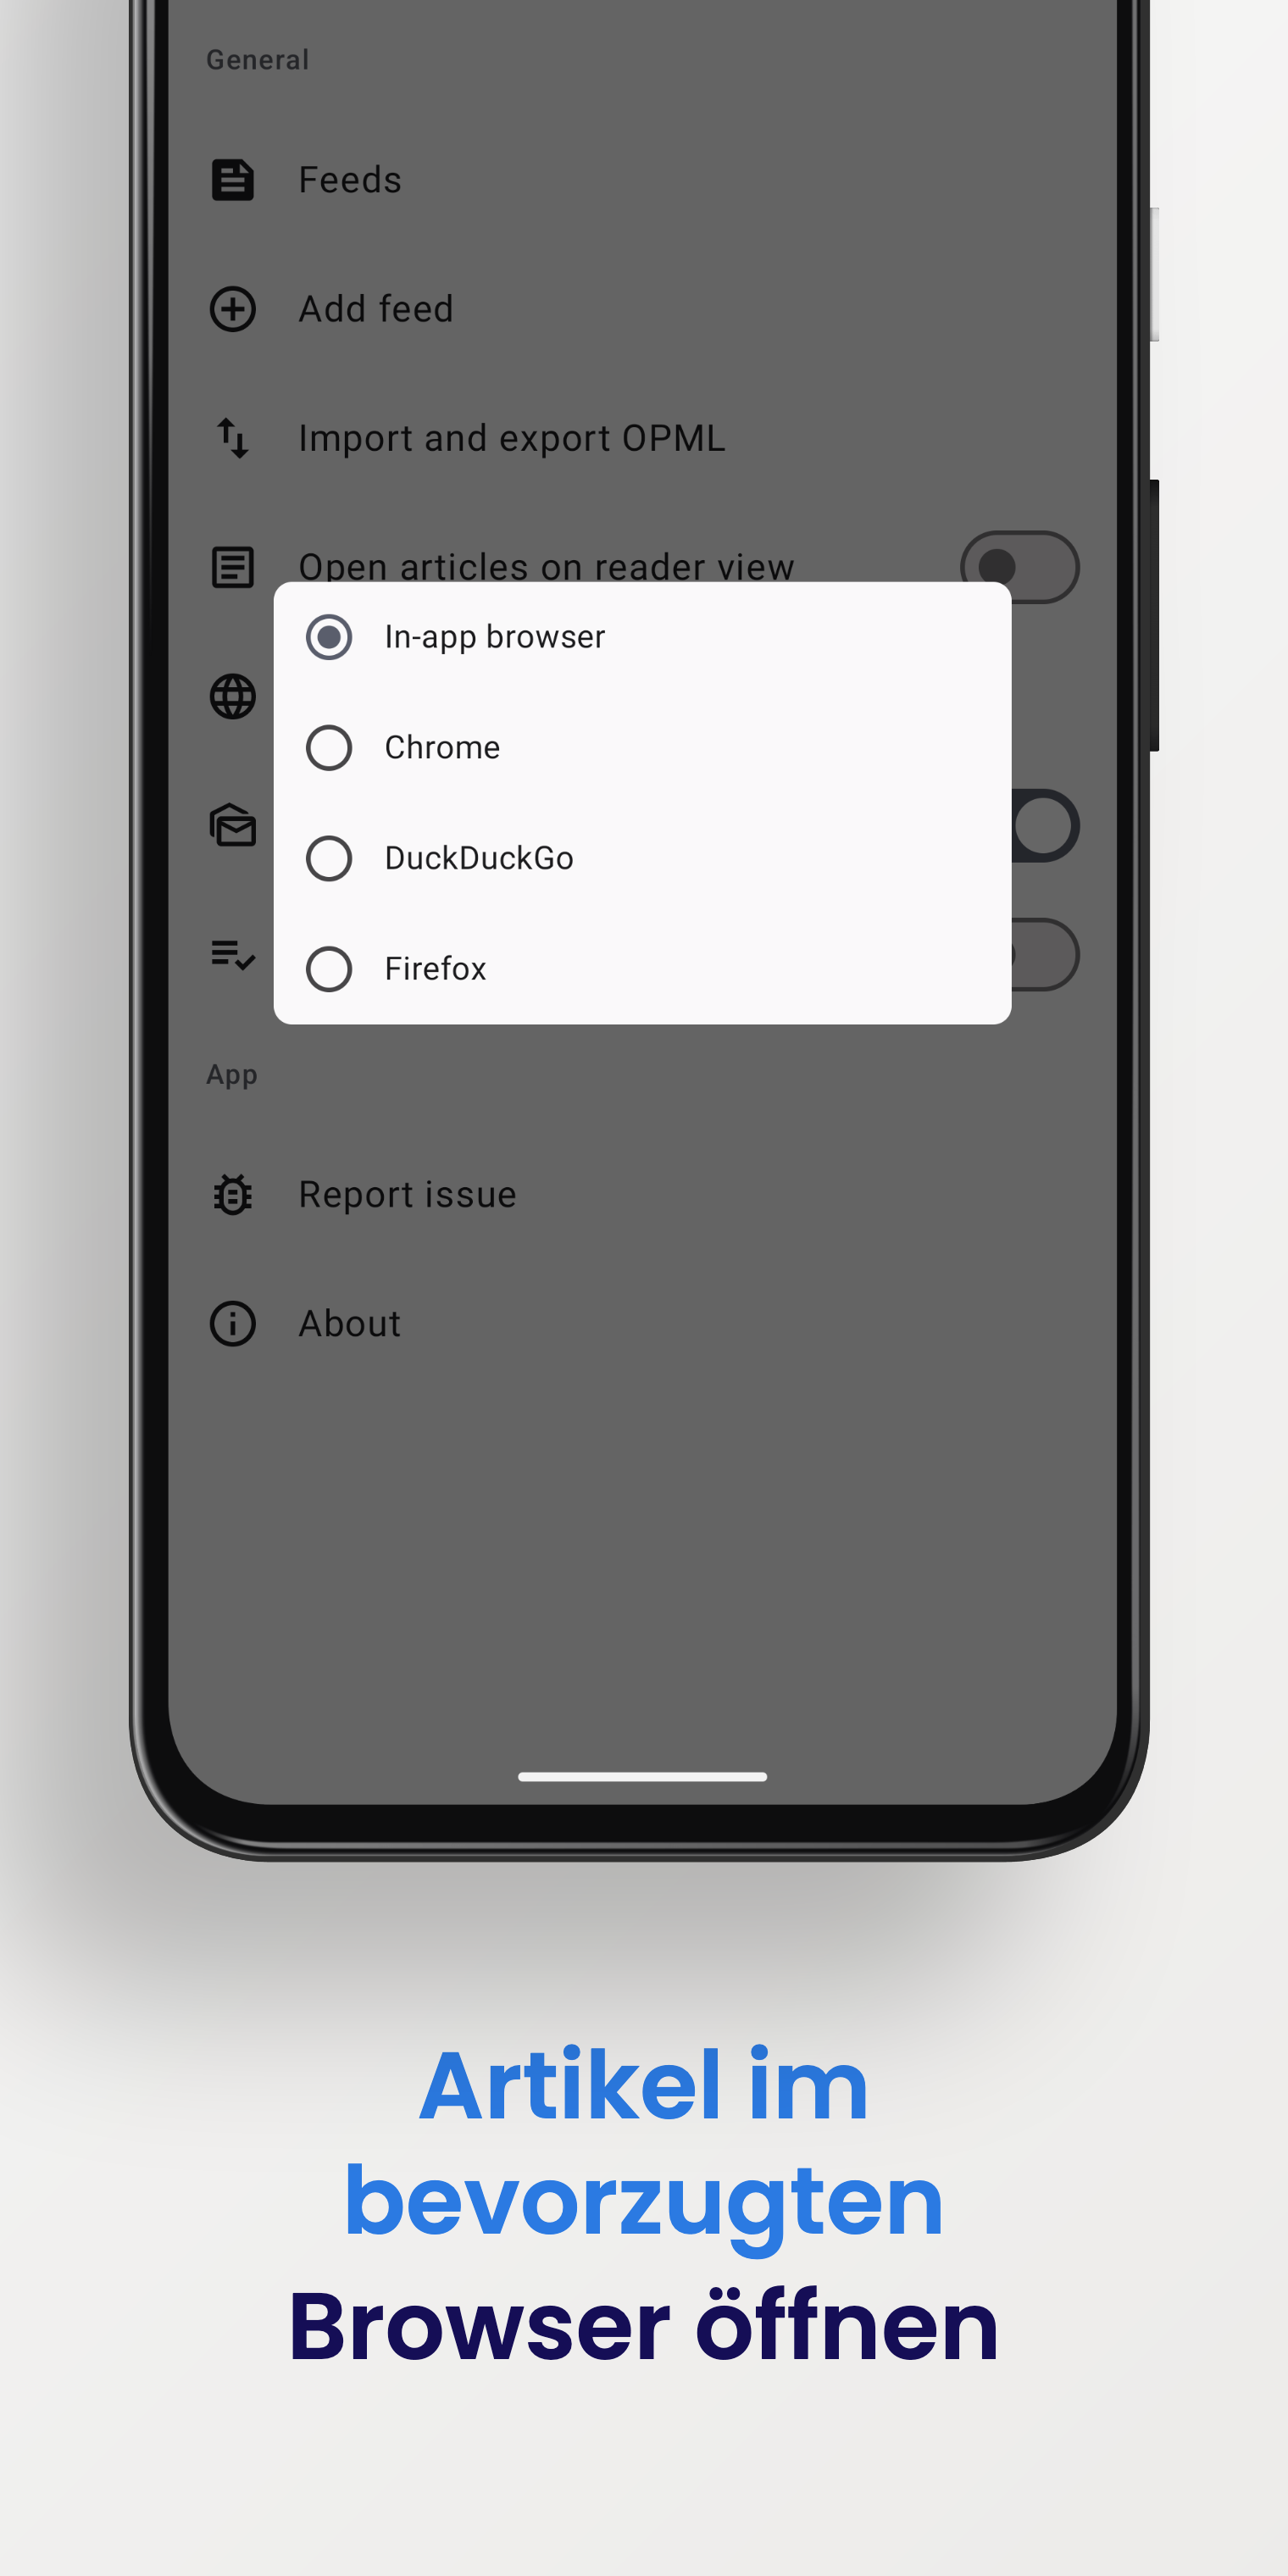 General
Feeds
Add feed
Import and export OPML
Open articles on reader view
In-app browser
Chrome
DuckDuckGo
Firefox
App
Report issue
About
Artikel im
bevorzugten
Browser öffnen